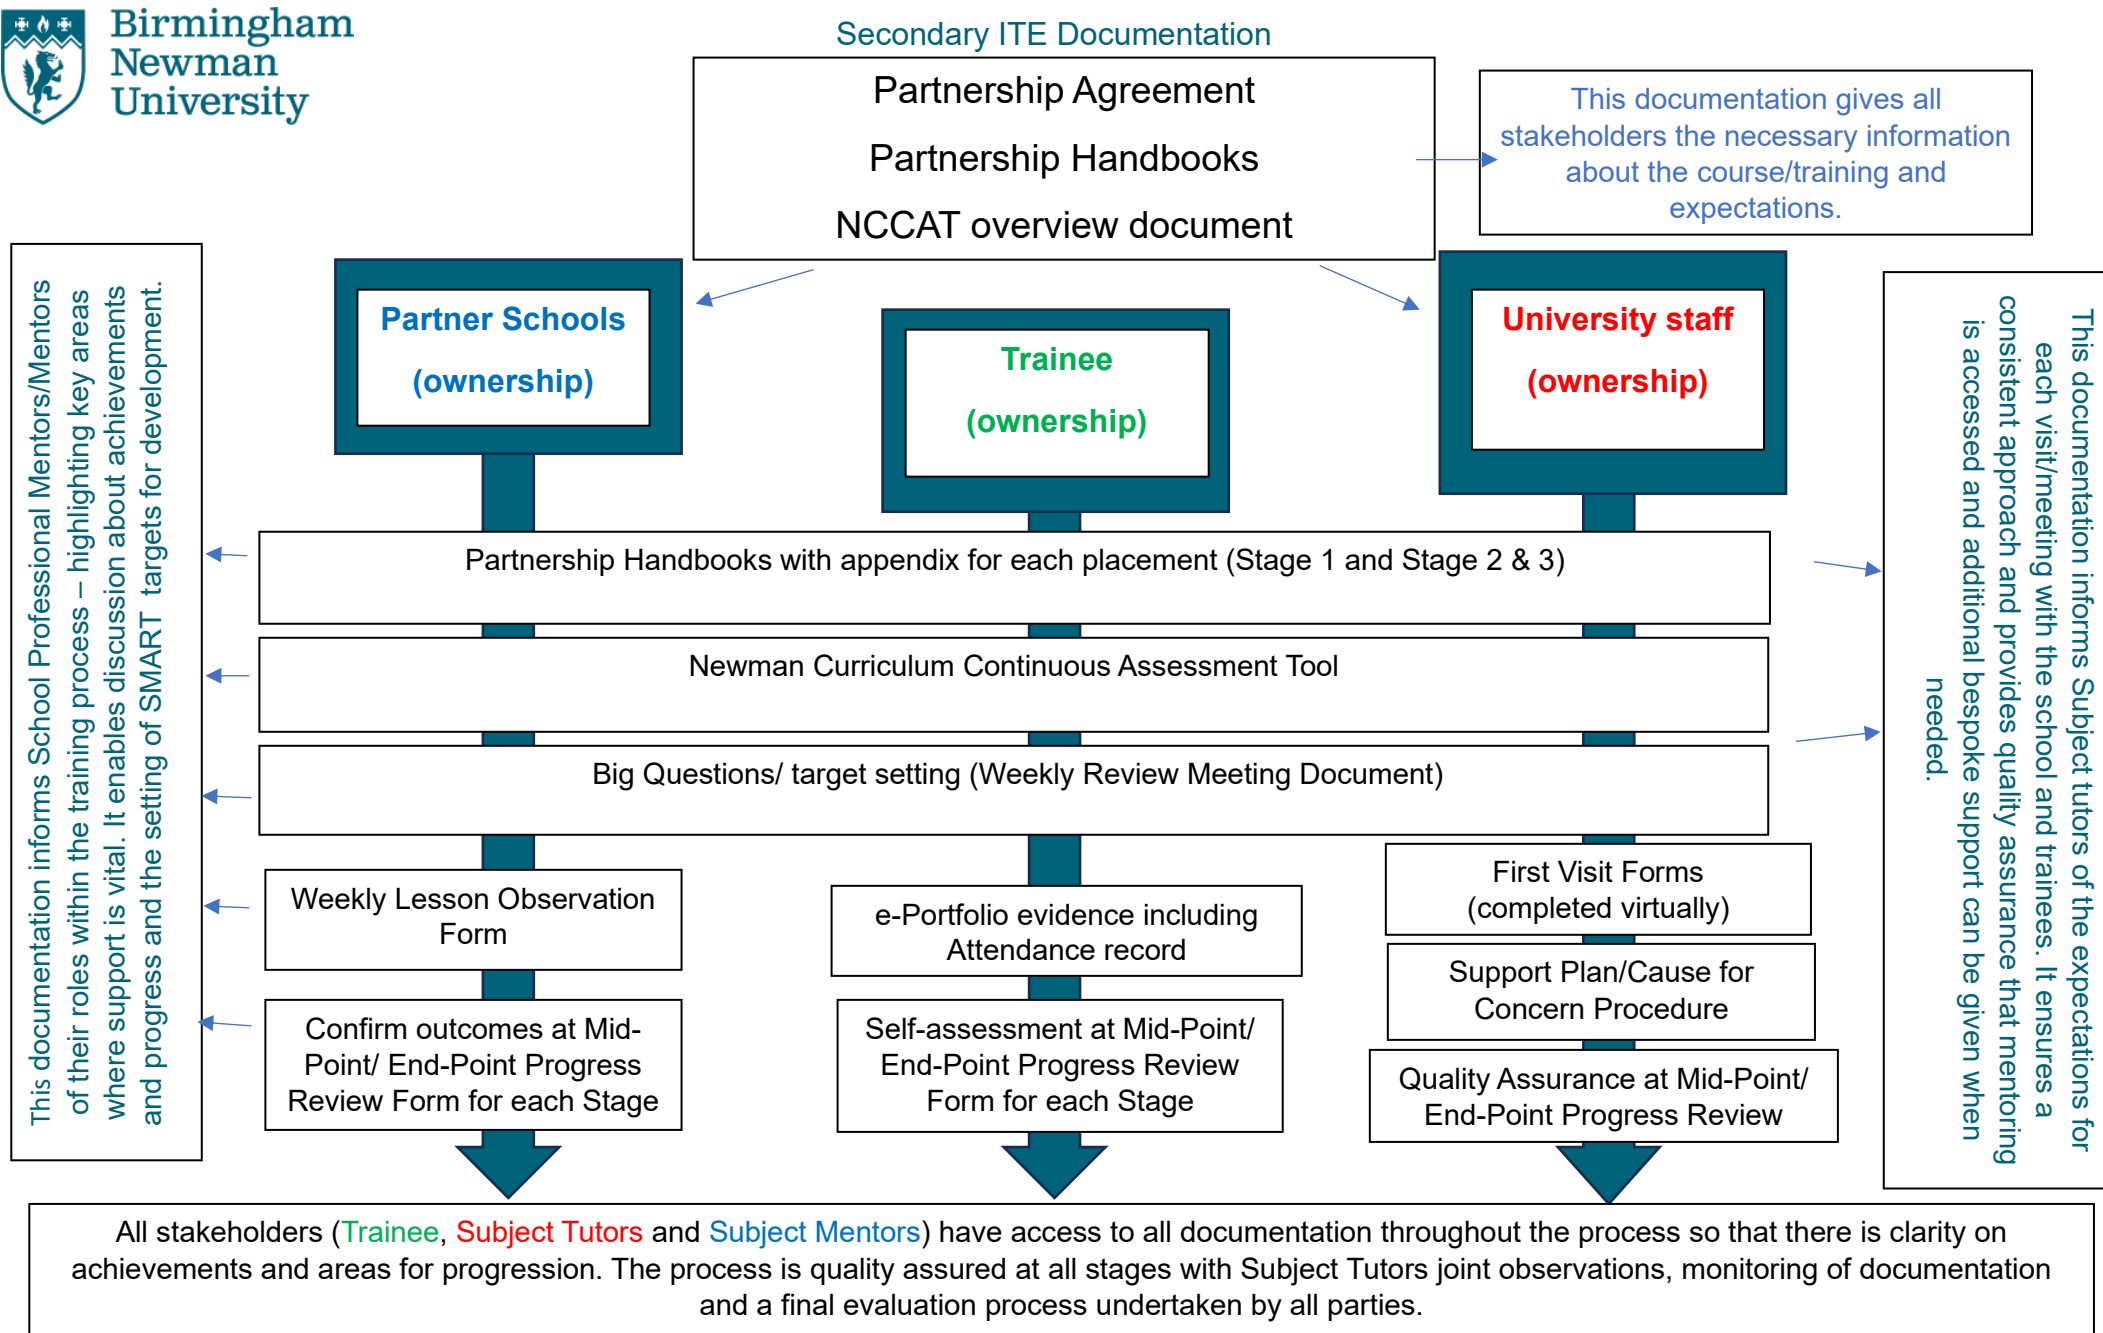 Birmingham
Newman
University
Secondary ITE Documentation
Partnership Agreement
Partnership Handbooks
NCCAT overview document
This documentation gives all
stakeholders the necessary information
about the course/training and
expectations.
This documentation informs School Professional Mentors/Mentors
of their roles within the training process – highlighting key areas
where support is vital. It enables discussion about achievements
and progress and the setting of SMART targets for development.
Partner Schools
(ownership)
Trainee
(ownership)
University staff
(ownership)
This documentation informs Subject tutors of the expectations for
each visit/meeting with the school and trainees. It ensures a
consistent approach and provides quality assurance that mentoring
is accessed and additional bespoke support can be given when
needed.
Partnership Handbooks with appendix for each placement (Stage 1 and Stage 2 & 3)
Newman Curriculum Continuous Assessment Tool
Big Questions/ target setting (Weekly Review Meeting Document)
Weekly Lesson Observation
Form
Confirm outcomes at Mid-
Point/ End-Point Progress
Review Form for each Stage
e-Portfolio evidence including
Attendance record
Self-assessment at Mid-Point/
End-Point Progress Review
Form for each Stage
First Visit Forms
(completed virtually)
Support Plan/Cause for
Concern Procedure
Quality Assurance at Mid-Point/
End-Point Progress Review
All stakeholders (Trainee, Subject Tutors and Subject Mentors) have access to all documentation throughout the process so that there is clarity on
achievements and areas for progression. The process is quality assured at all stages with Subject Tutors joint observations, monitoring of documentation
and a final evaluation process undertaken by all parties.